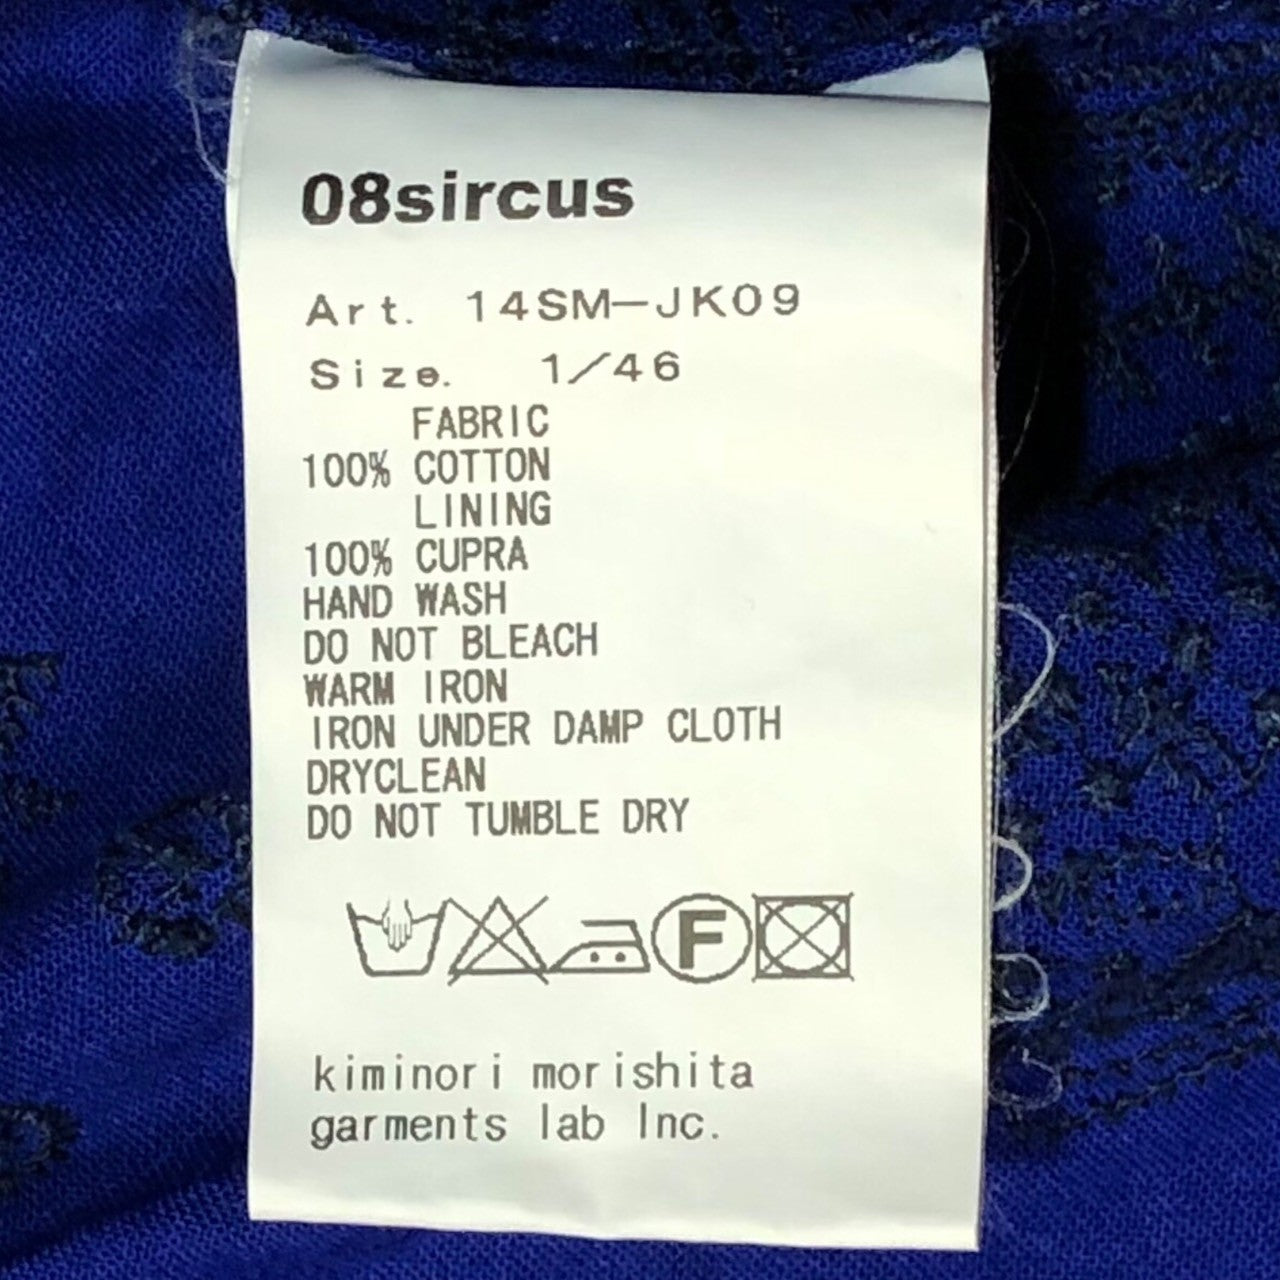 08sircus
Art. 14SM-JK09
Size. 1/46
FABRIC
100% COTTON
LINING
100% CUPRA
HAND WASH
DO NOT BLEACH
WARM IRON
IRON UNDER DAMP CLOTH
DRYCLEAN
DO NOT TUMBLE DRY
F
kiminori morishita
garments lab Inc.